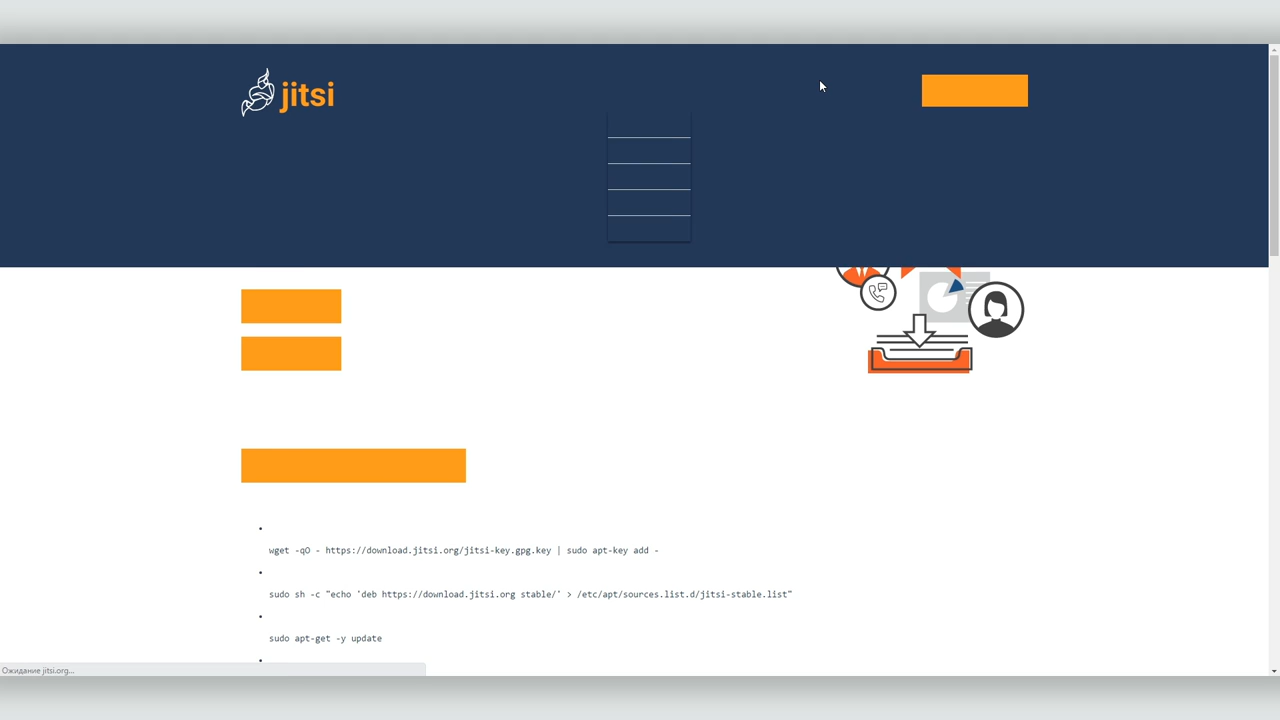 jitsi
wget -qO - https://download.jitsi.org/jitsi-key.gpg.key | sudo apt-key add -
sudo sh -c "echo 'deb https://download.jitsi.org stable/' > /etc/apt/sources.list.d/jitsi-stable.list"
sudo apt-get -y update
Ожидание jitsi.org...